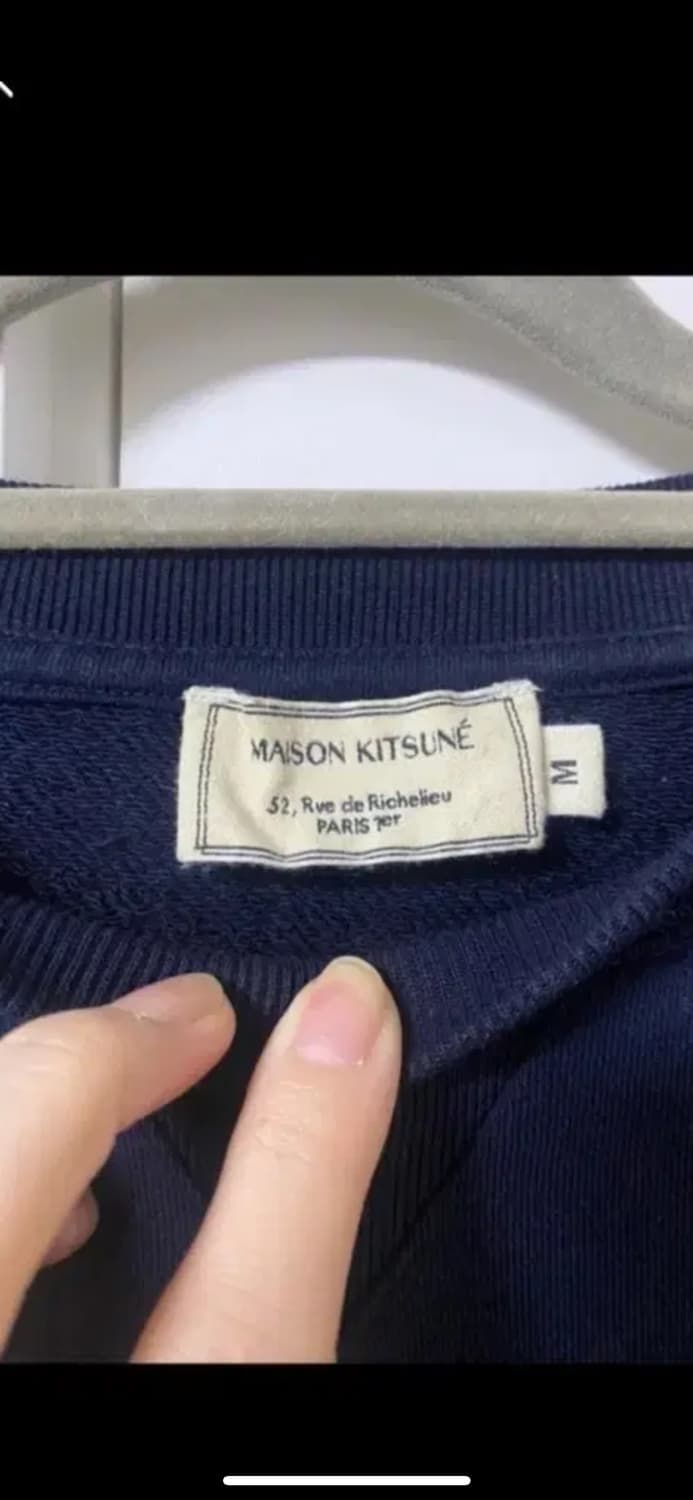 MAISON KITSUNÉ
52, Rue de Richelieu
PARIS 1er
M